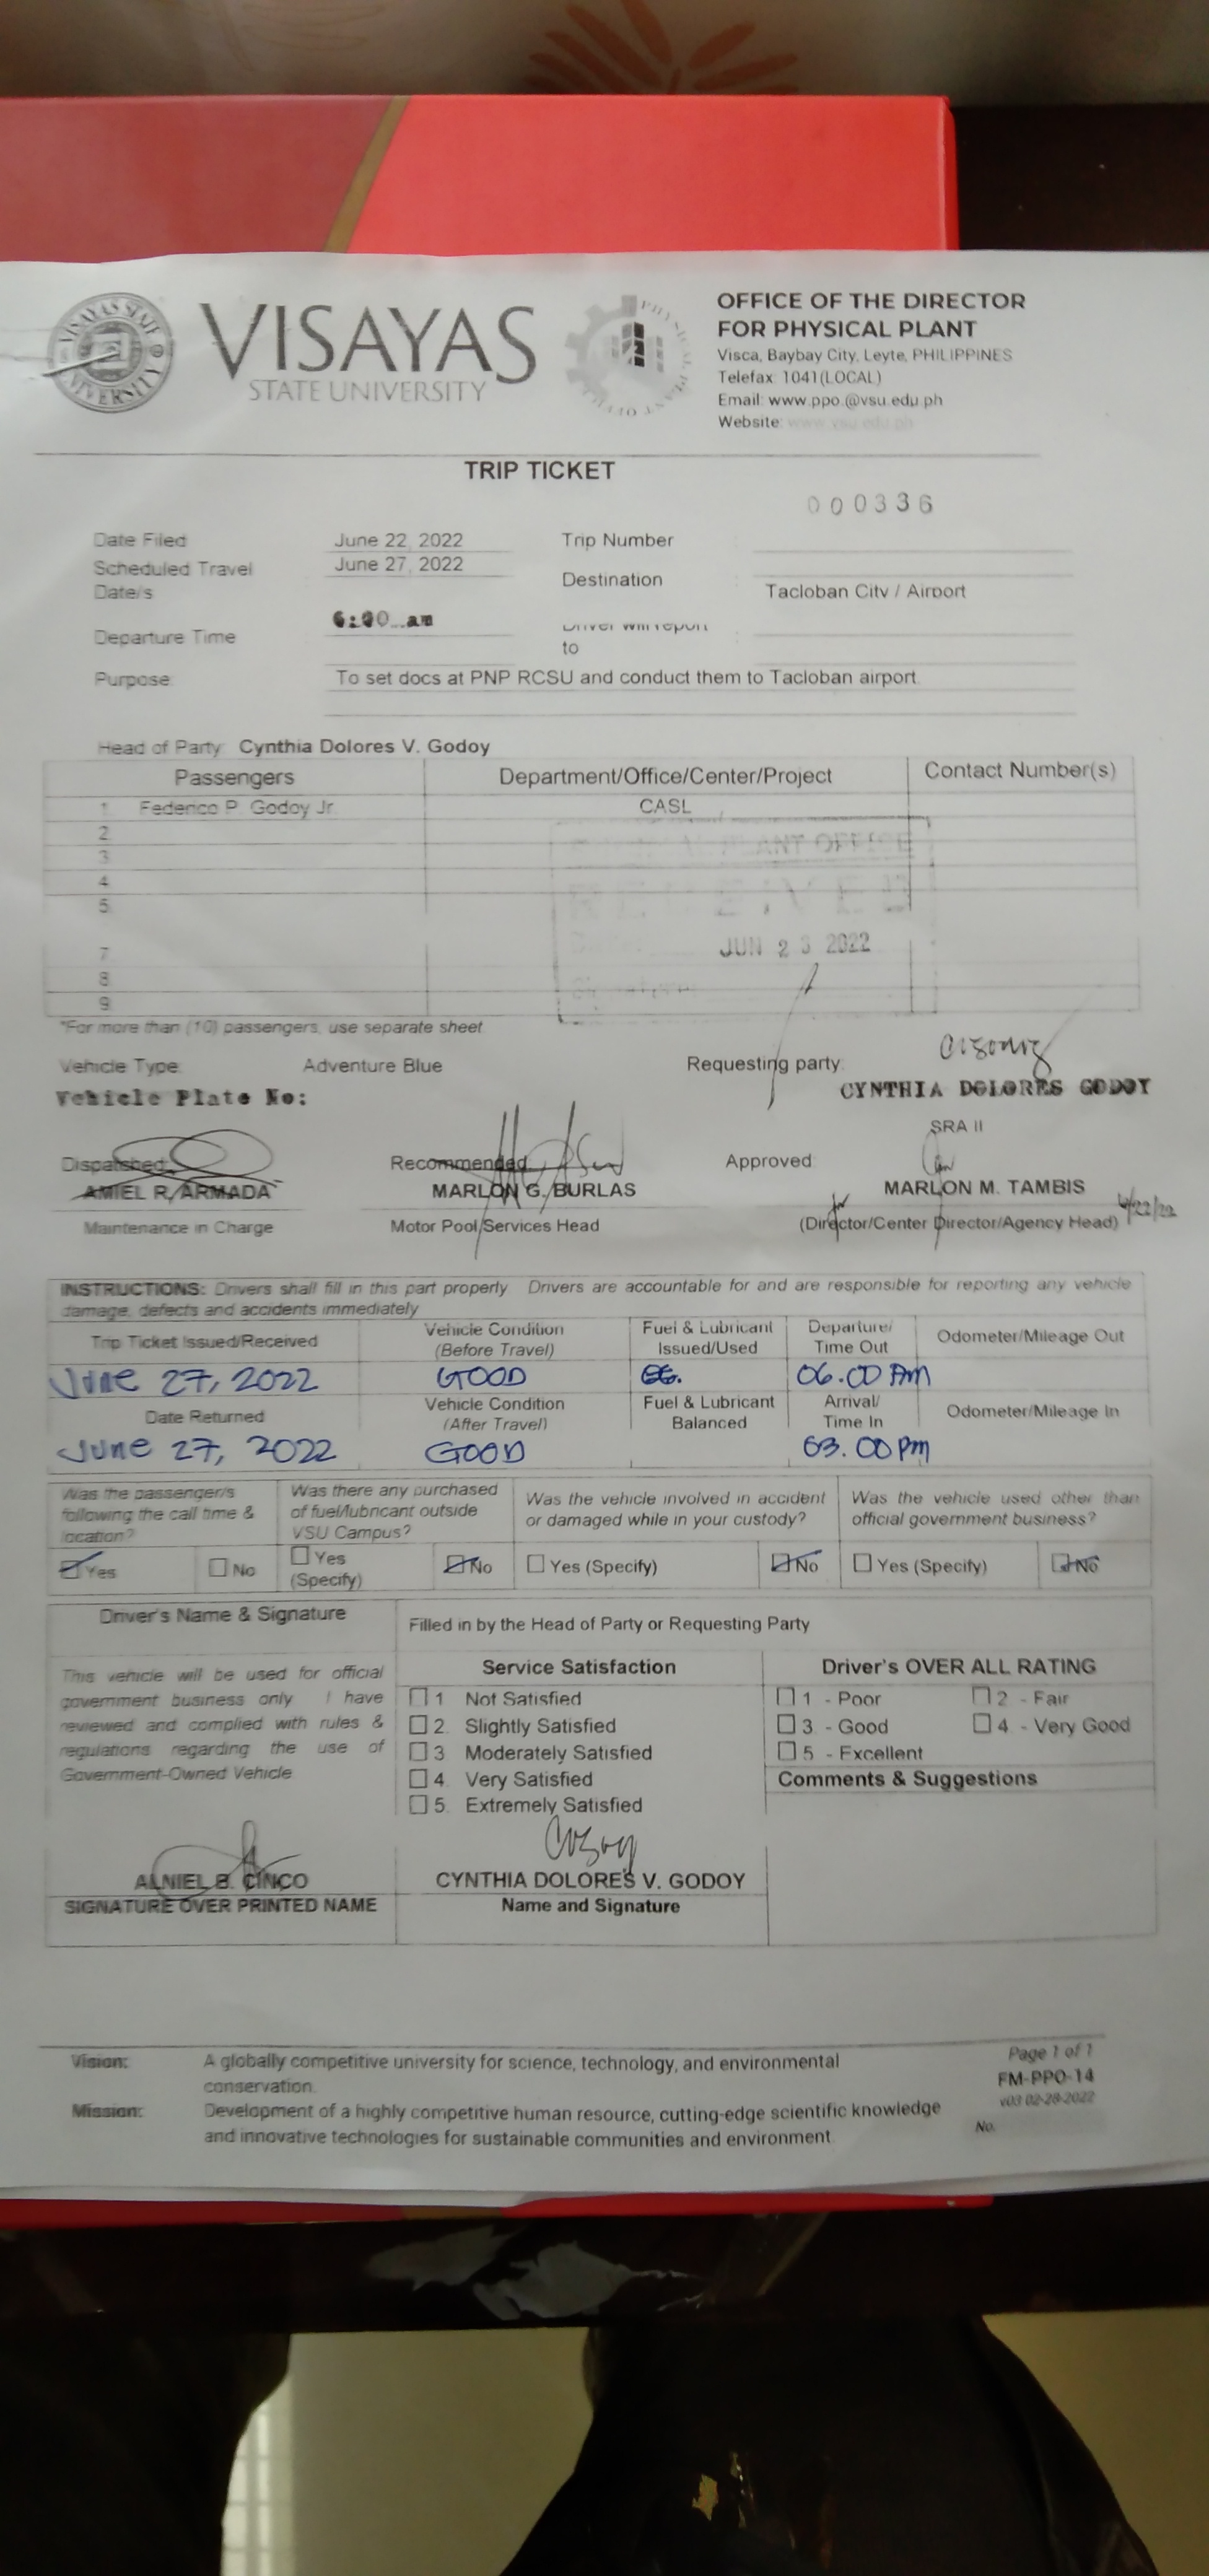 VISAYAS
STATE UNIVERSITY
OFFICE OF THE DIRECTOR
FOR PHYSICAL PLANT
Visca, Baybay City, Leyte, PHILIPPINES
Telefax: 1041(LOCAL)
Email: www.ppo.@vsu.edu.ph
Website: www.vsu.edu.ph
TRIP TICKET
000336
Date Filed June 22, 2022 Trip Number
Scheduled Travel Date/s June 27, 2022 Destination Tacloban City / Airport
Departure Time 6:00 am Driver will report to
Purpose To set docs at PNP RCSU and conduct them to Tacloban airport.
Head of Party: Cynthia Dolores V. Godoy
Passengers Department/Office/Center/Project Contact Number(s)
1 Federico P. Godoy Jr. CASL
2
3
4
5
7
8
9
PLANT OFFICE
RECEIVED
JUN 23 2022
*For more than (10) passengers, use separate sheet
Vehicle Type: Adventure Blue Requesting party:
Vehicle Plate No: CYNTHIA DOLORES GODOY
SRA II
Dispatched: Recommended Approved
AMIEL R. ARMADA MARLON G. BURLAS MARLON M. TAMBIS
Maintenance in Charge Motor Pool Services Head (Director/Center Director/Agency Head) 6/22/22
INSTRUCTIONS: Drivers shall fill in this part properly Drivers are accountable for and are responsible for reporting any vehicle
damage, defects and accidents immediately
Trip Ticket Issued/Received Vehicle Condition (Before Travel) Fuel & Lubricant Issued/Used Departure/ Time Out Odometer/Mileage Out
June 27, 2022 GOOD 06.00 AM
Date Returned Vehicle Condition (After Travel) Fuel & Lubricant Balanced Arrival/ Time In Odometer/Mileage In
June 27, 2022 GOOD 03.00 pm
Was the passenger/s following the call time & location? Was there any purchased of fuel/lubricant outside VSU Campus? Was the vehicle involved in accident or damaged while in your custody? Was the vehicle used other than official government business?
Yes No Yes (Specify) No Yes (Specify) No Yes (Specify) No
Driver's Name & Signature Filled in by the Head of Party or Requesting Party
This vehicle will be used for official
government business only I have
reviewed and complied with rules &
regulations regarding the use of
Government-Owned Vehicle
Service Satisfaction
1 Not Satisfied
2. Slightly Satisfied
3 Moderately Satisfied
4. Very Satisfied
5. Extremely Satisfied
Driver's OVER ALL RATING
1 - Poor 2 - Fair
3 - Good 4 - Very Good
5 - Excellent
Comments & Suggestions
ALNIEL B. CINCO CYNTHIA DOLORES V. GODOY
SIGNATURE OVER PRINTED NAME Name and Signature
Vision: A globally competitive university for science, technology, and environmental
conservation.
Mission: Development of a highly competitive human resource, cutting-edge scientific knowledge
and innovative technologies for sustainable communities and environment.
Page 1 of 1
FM-PPO-14
v03 02-28-2022
No.